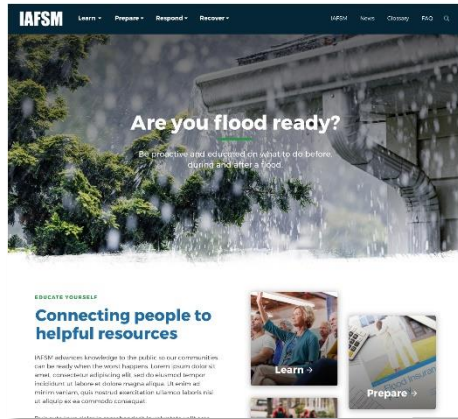 IAFSM Learn Prepare Respond Recover IAFSM News Glossary FAQ
Are you flood ready?
Be proactive and educated on what to do before,
during and after a flood.
EDUCATE YOURSELF
Connecting people to
helpful resources
IAFSM advances knowledge to the public so our communities
can be ready when the worst happens. Lorem ipsum dolor sit
amet, consectetur adipiscing elit, sed do eiusmod tempor
incididunt ut labore et dolore magna aliqua. Ut enim ad
minim veniam, quis nostrud exercitation ullamco laboris nisi
ut aliquip ex ea commodo consequat.
Learn →
Flood Insurance
Prepare →